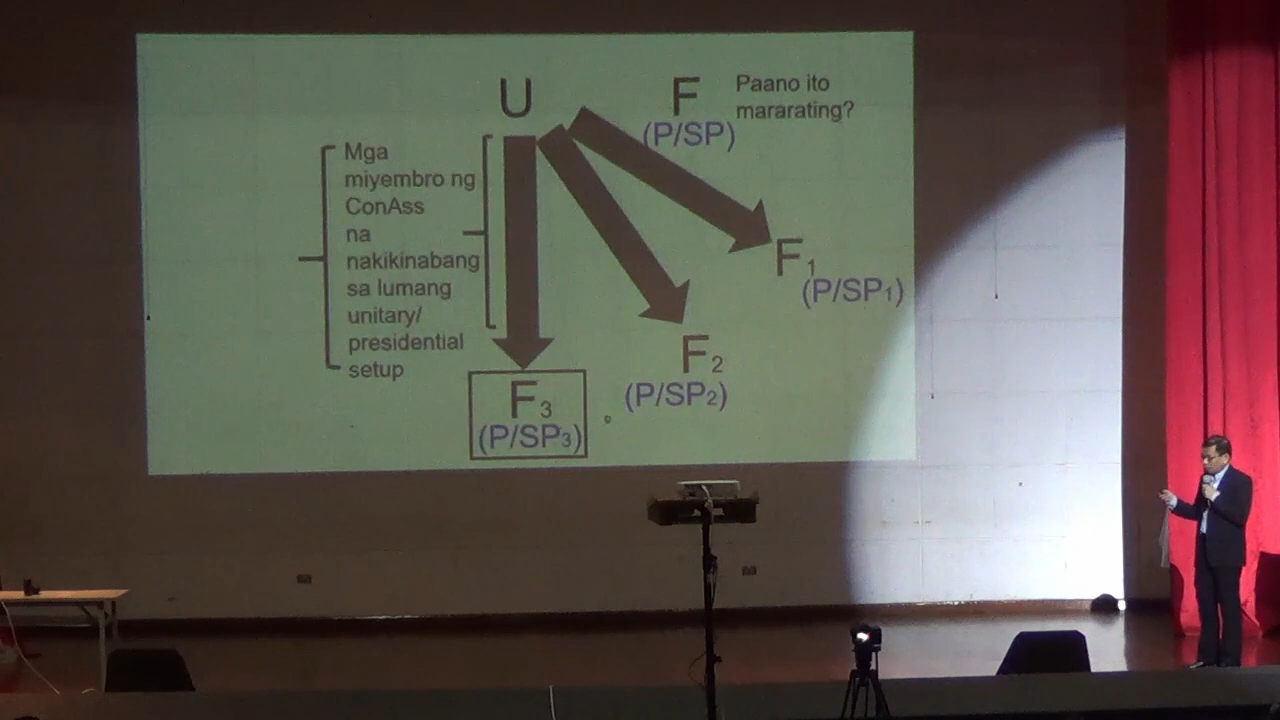 U
F
(P/SP)
Paano ito
mararating?
Mga
miyembro ng
ConAss
na
nakikinabang
sa lumang
unitary/
presidential
setup
F₁
(P/SP₁)
F₂
(P/SP₂)
F₃
(P/SP₃)